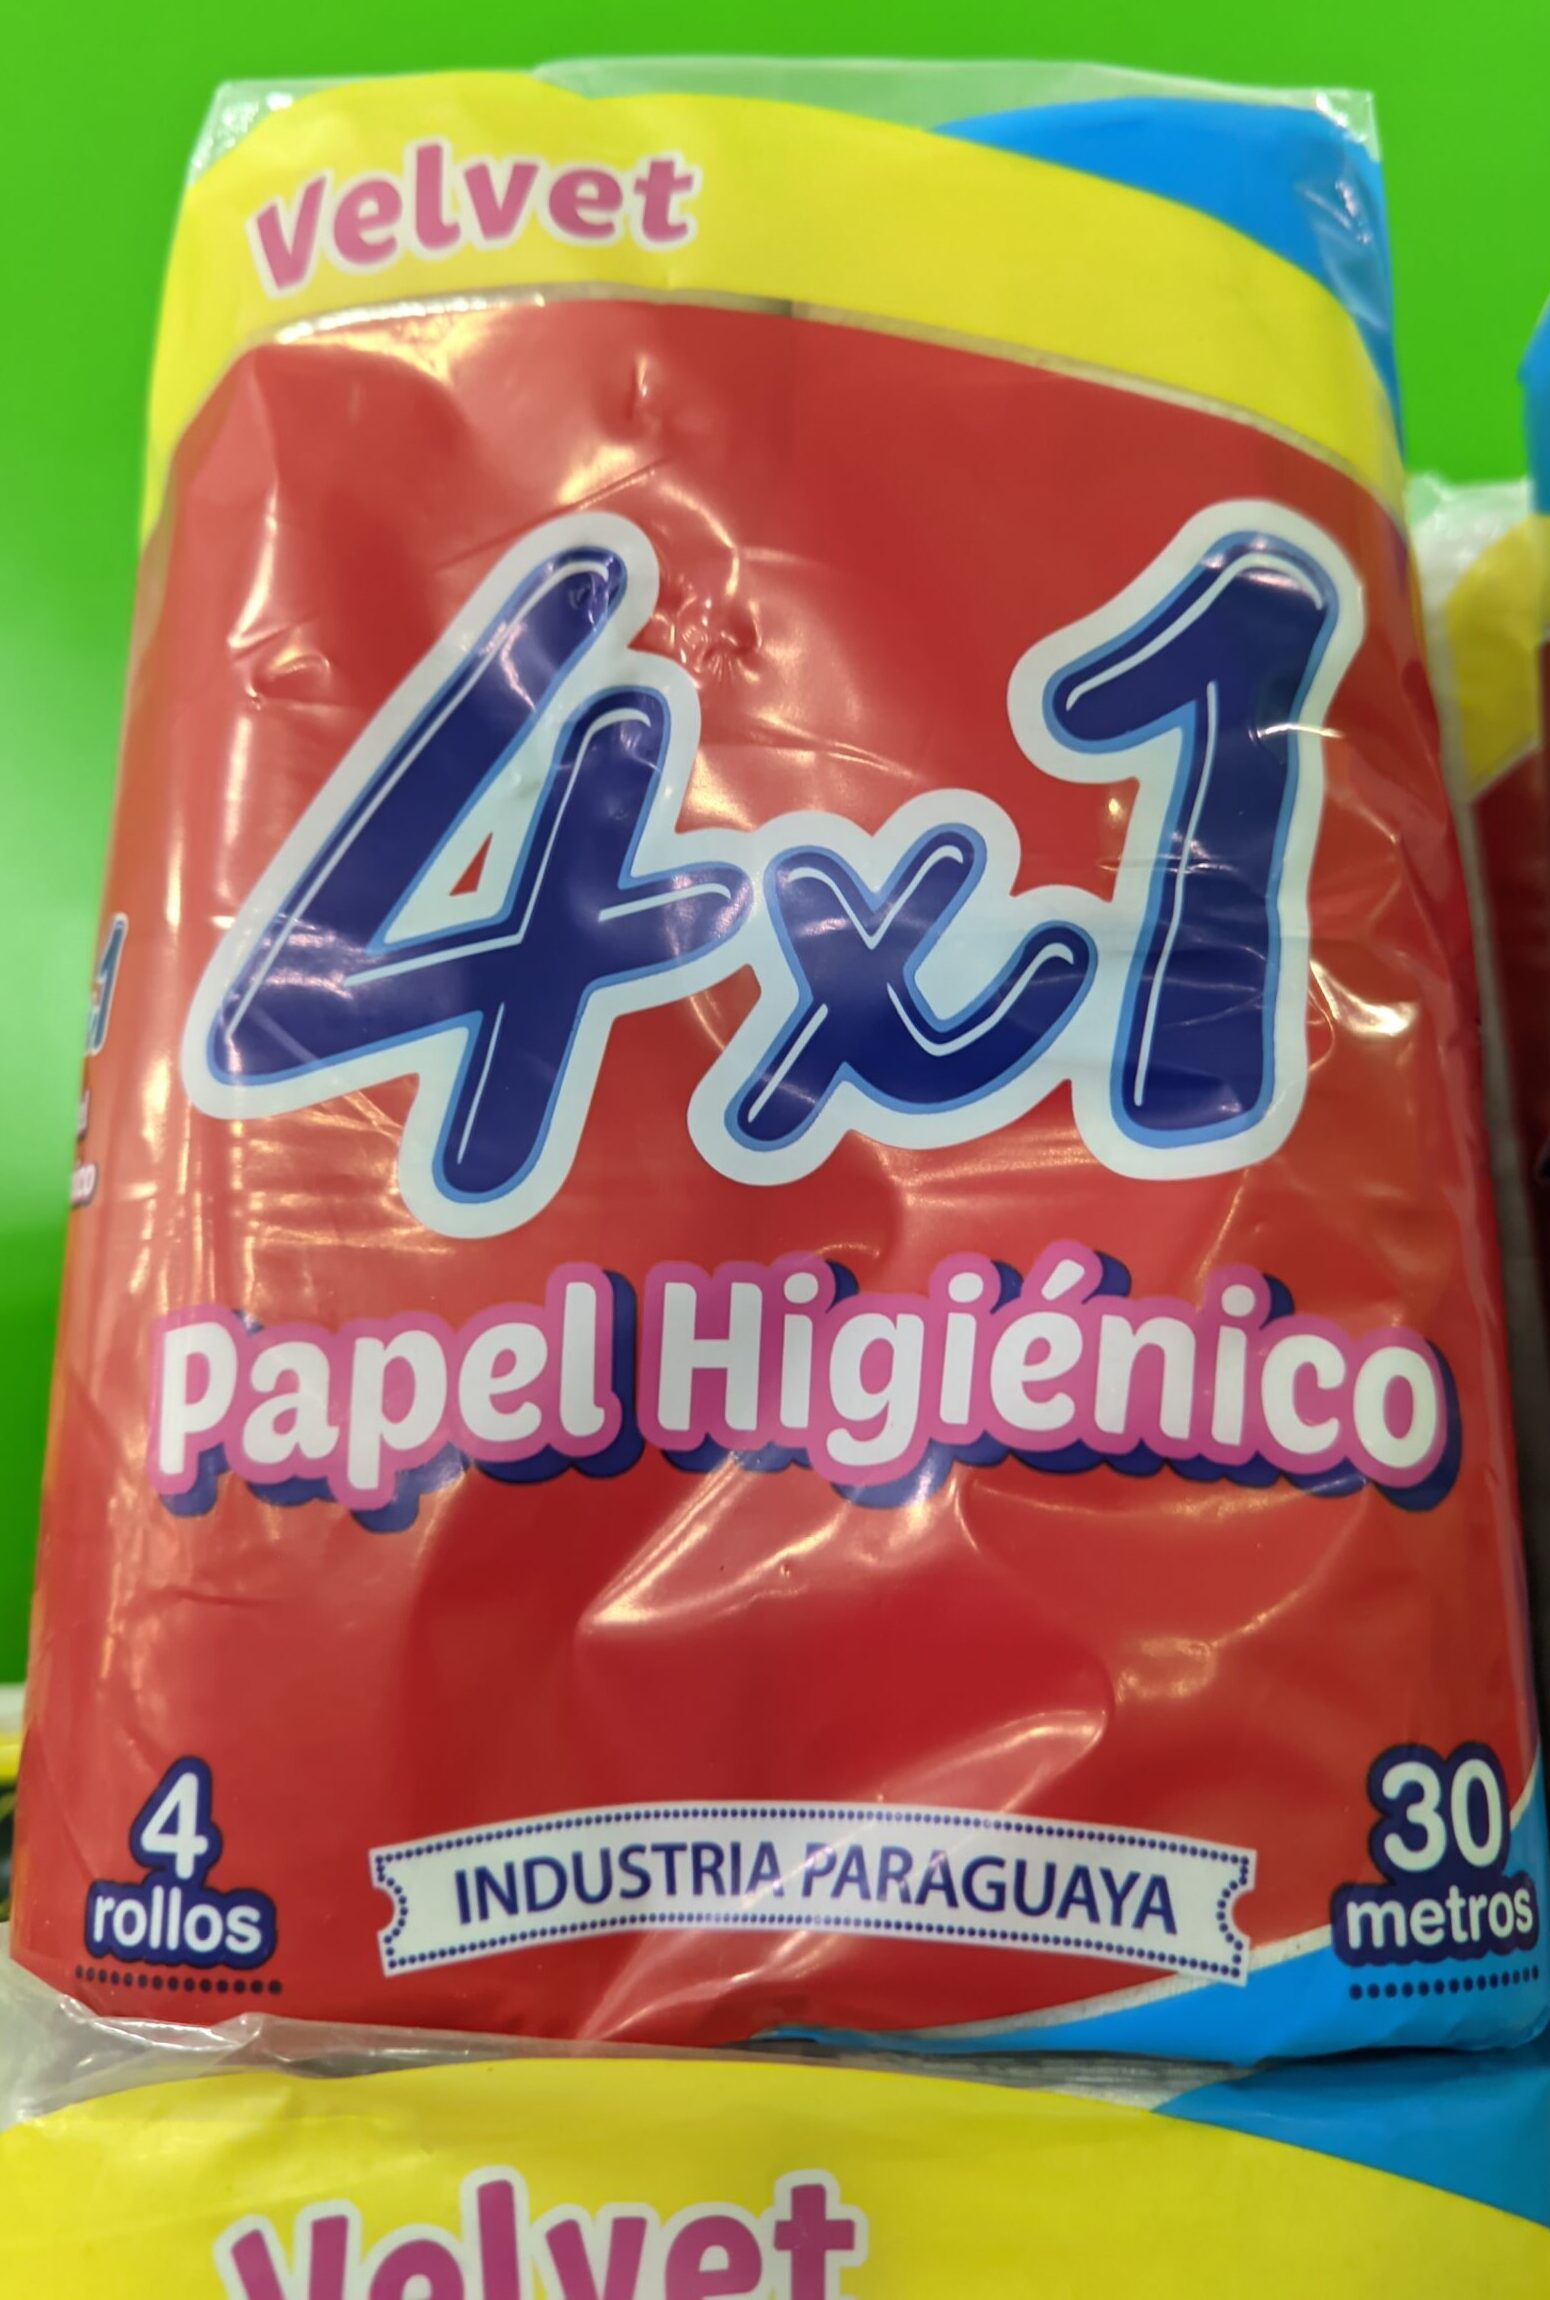 Velvet
4x1
Papel Higiénico
4
rollos
INDUSTRIA PARAGUAYA
30
metros
Velvet